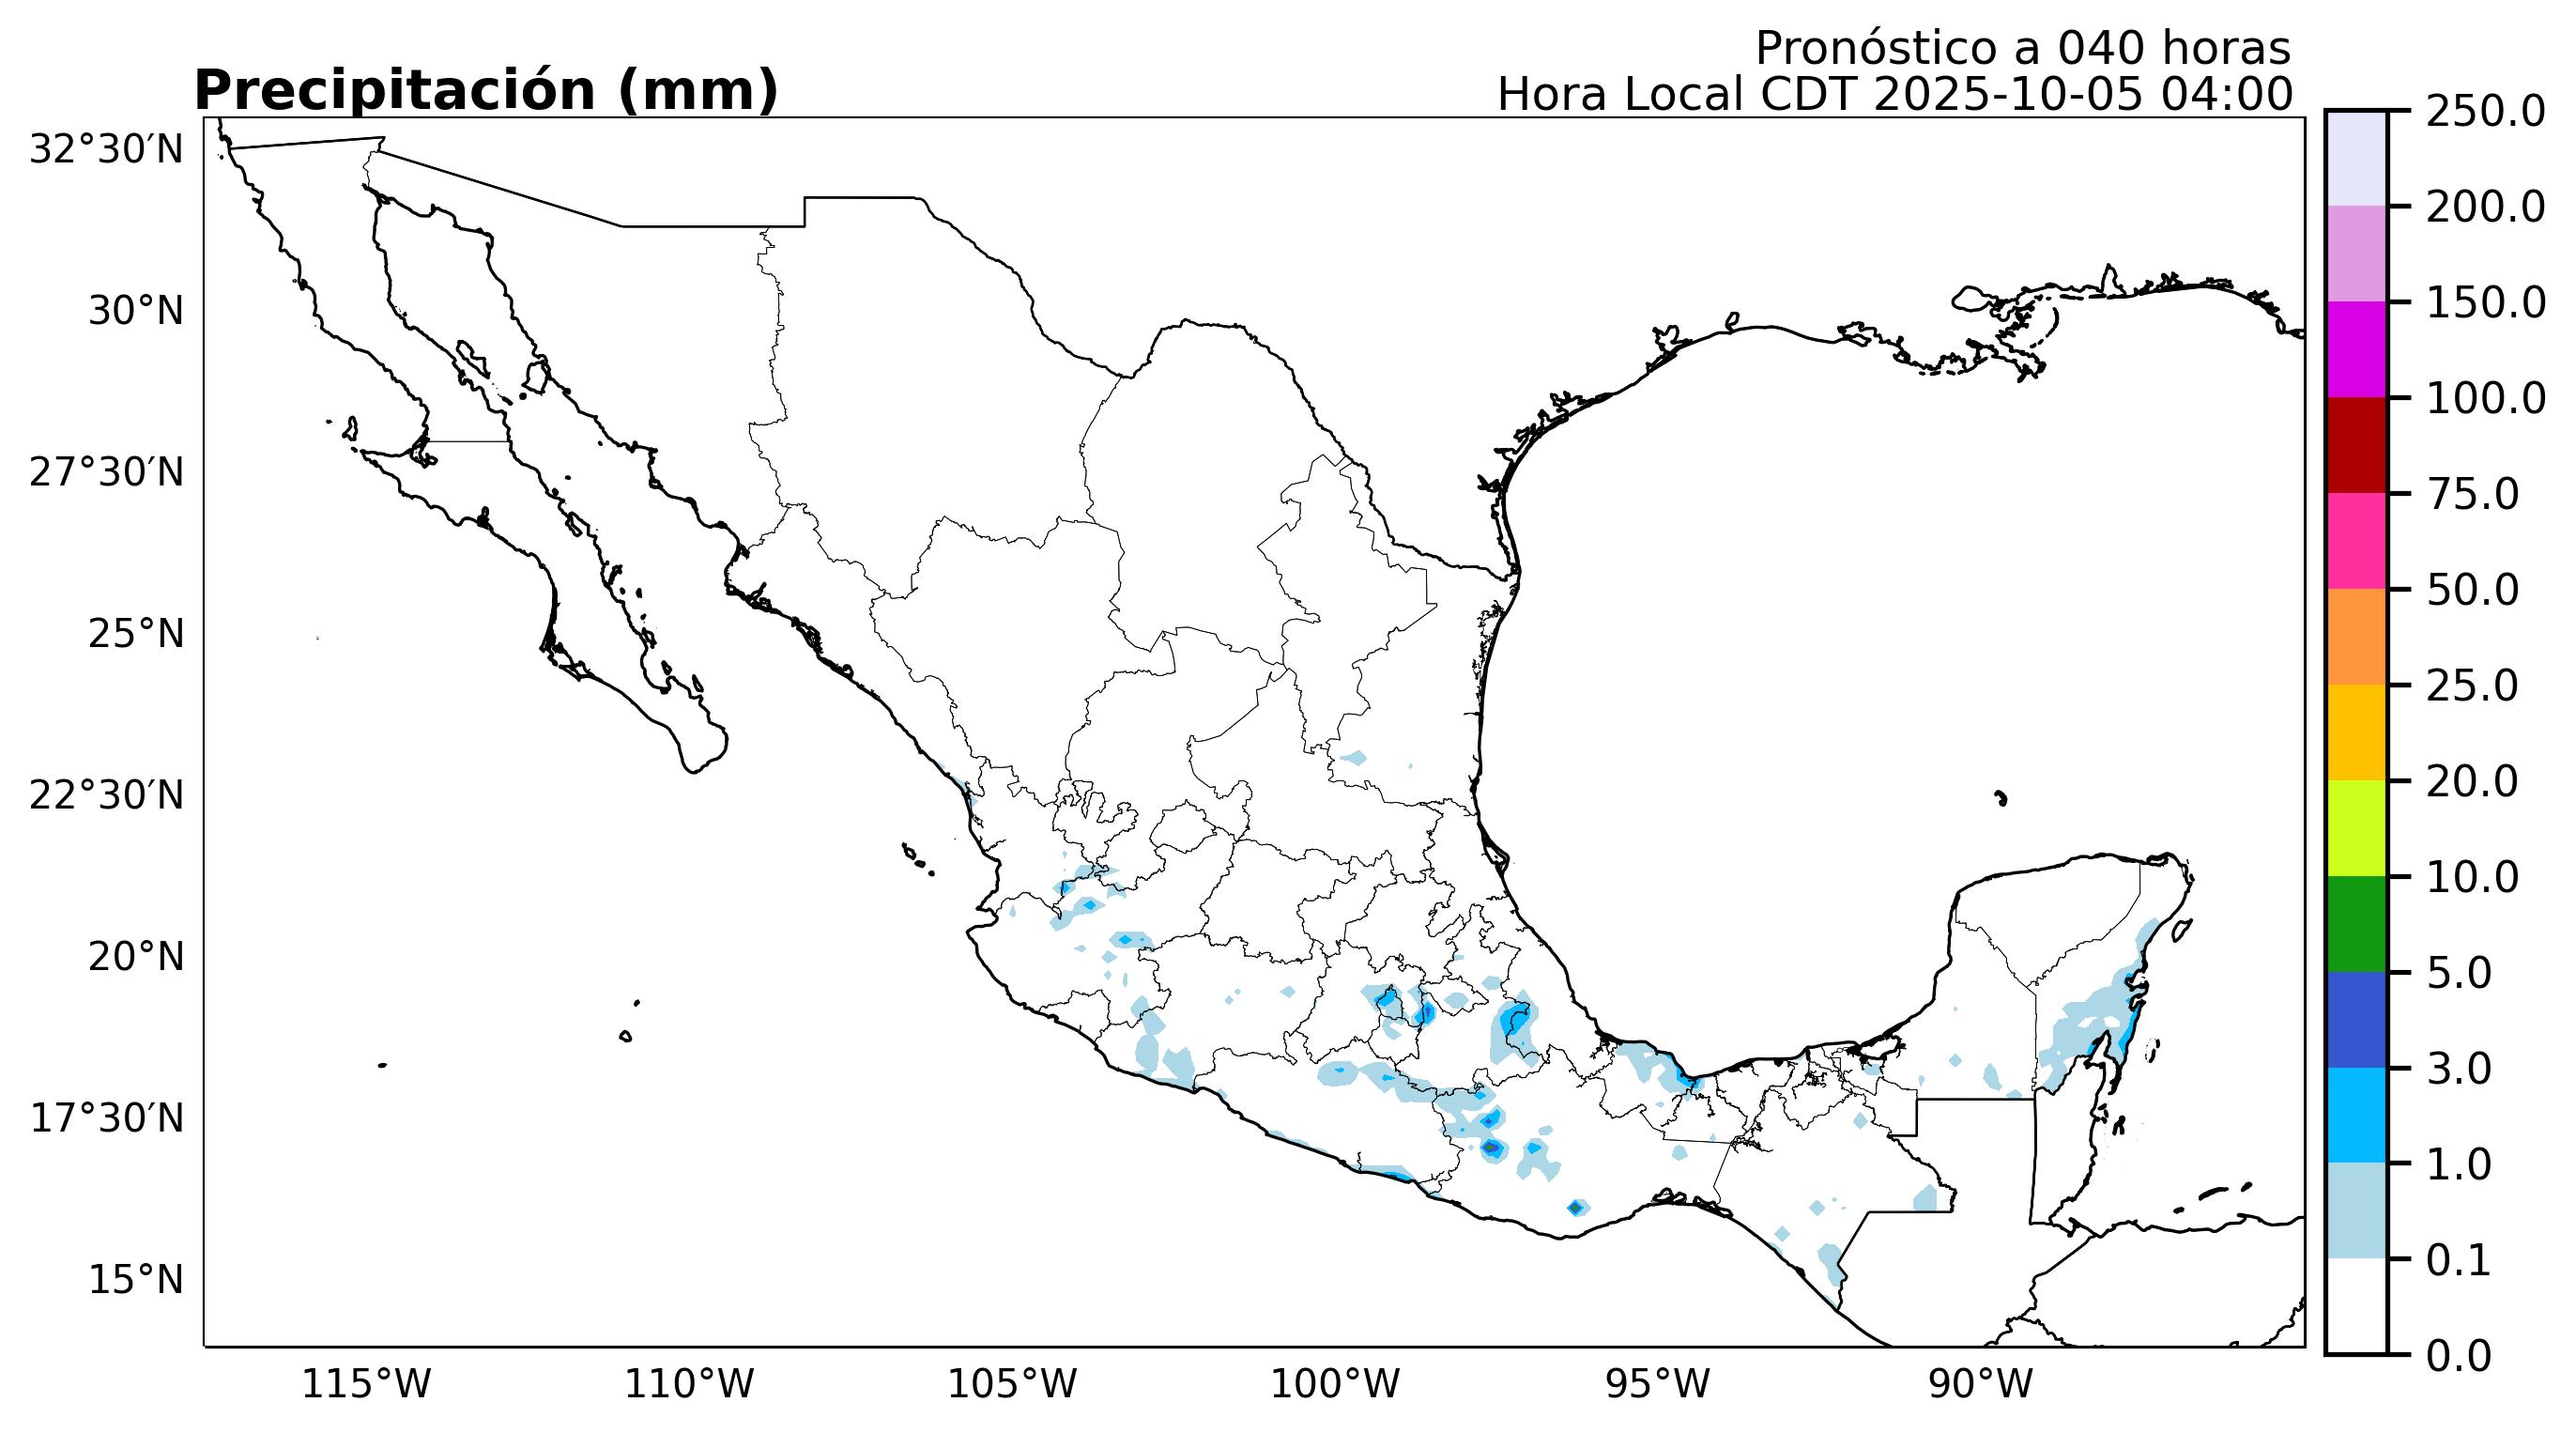 Pronóstico a 040 horas
Precipitación (mm)
Hora Local CDT 2025-10-05 04:00
32°30′N
30°N
27°30′N
25°N
22°30′N
20°N
17°30′N
15°N
115°W
110°W
105°W
100°W
95°W
90°W
250.0
200.0
150.0
100.0
75.0
50.0
25.0
20.0
10.0
5.0
3.0
1.0
0.1
0.0